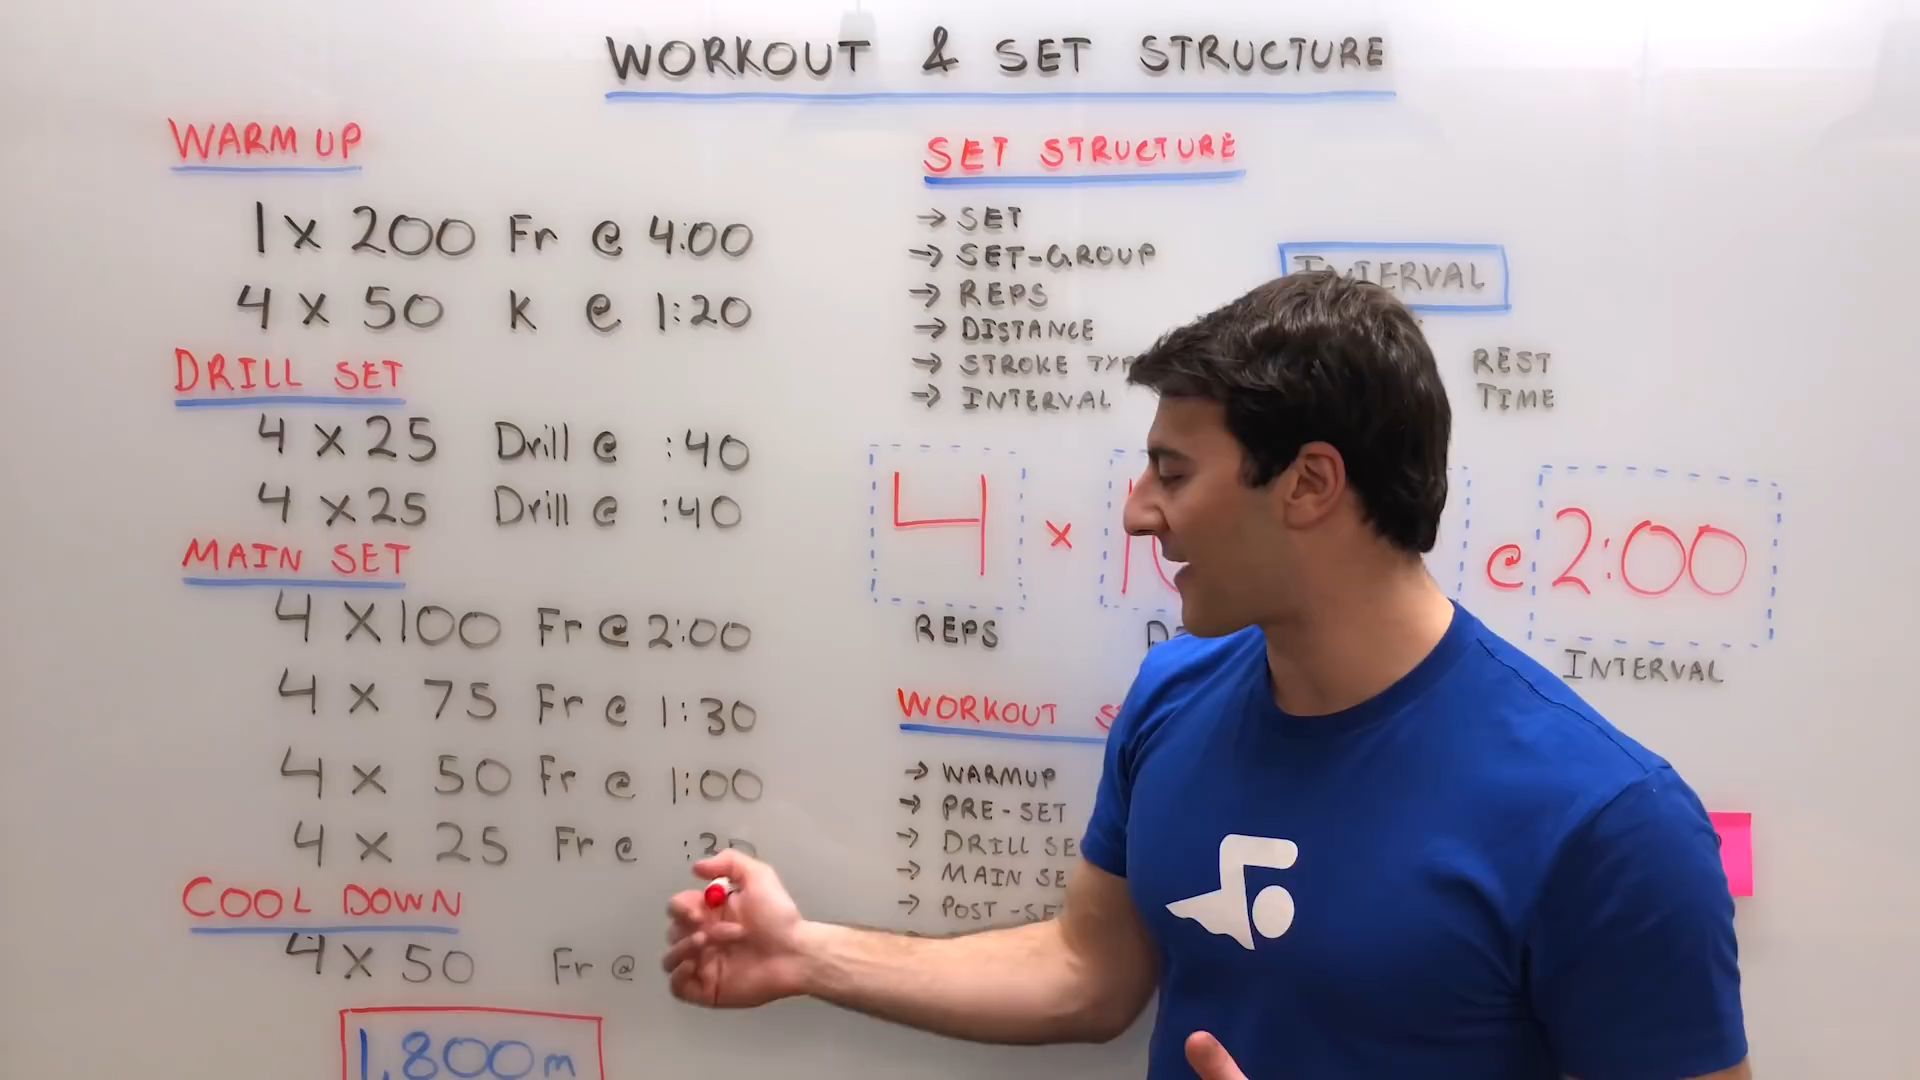 WORKOUT & SET STRUCTURE
WARM UP
1 x 200 Fr @ 4:00
4 x 50 K @ 1:20
DRILL SET
4 x 25 Drill @ :40
4 x 25 Drill @ :40
MAIN SET
4 x 100 Fr @ 2:00
4 x 75 Fr @ 1:30
4 x 50 Fr @ 1:00
4 x 25 Fr @
COOL DOWN
4 x 50 Fr @
1,800m
SET STRUCTURE
→ SET
→ SET-GROUP
→ REPS
→ DISTANCE
→ STROKE
→ INTERVAL
INTERVAL
REST
TIME
4 x @ 2:00
REPS
INTERVAL
WORKOUT
→ WARMUP
→ PRE-SET
→ DRILL
→ MAIN
→ POST